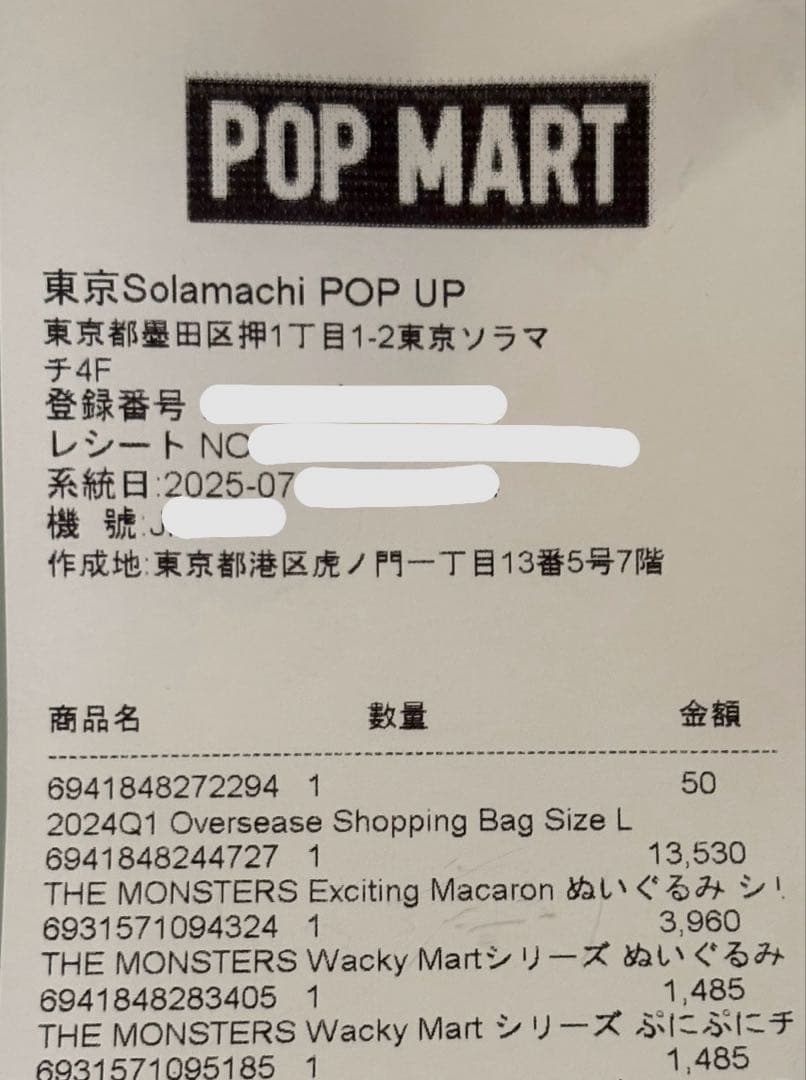 POP MART
東京Solamachi POP UP
東京都墨田区押1丁目1-2東京ソラマ
チ4F
登録番号
レシート NO
系統日:2025-07
機 號:J
作成地:東京都港区虎ノ門一丁目13番5号7階
商品名 數量 金額
6941848272294 1 50
2024Q1 Oversease Shopping Bag Size L
6941848244727 1 13,530
THE MONSTERS Exciting Macaron ぬいぐるみ シリ
6931571094324 1 3,960
THE MONSTERS Wacky Martシリーズ ぬいぐるみ
6941848283405 1 1,485
THE MONSTERS Wacky Mart シリーズ ぷにぷにチ
6931571095185 1 1,485